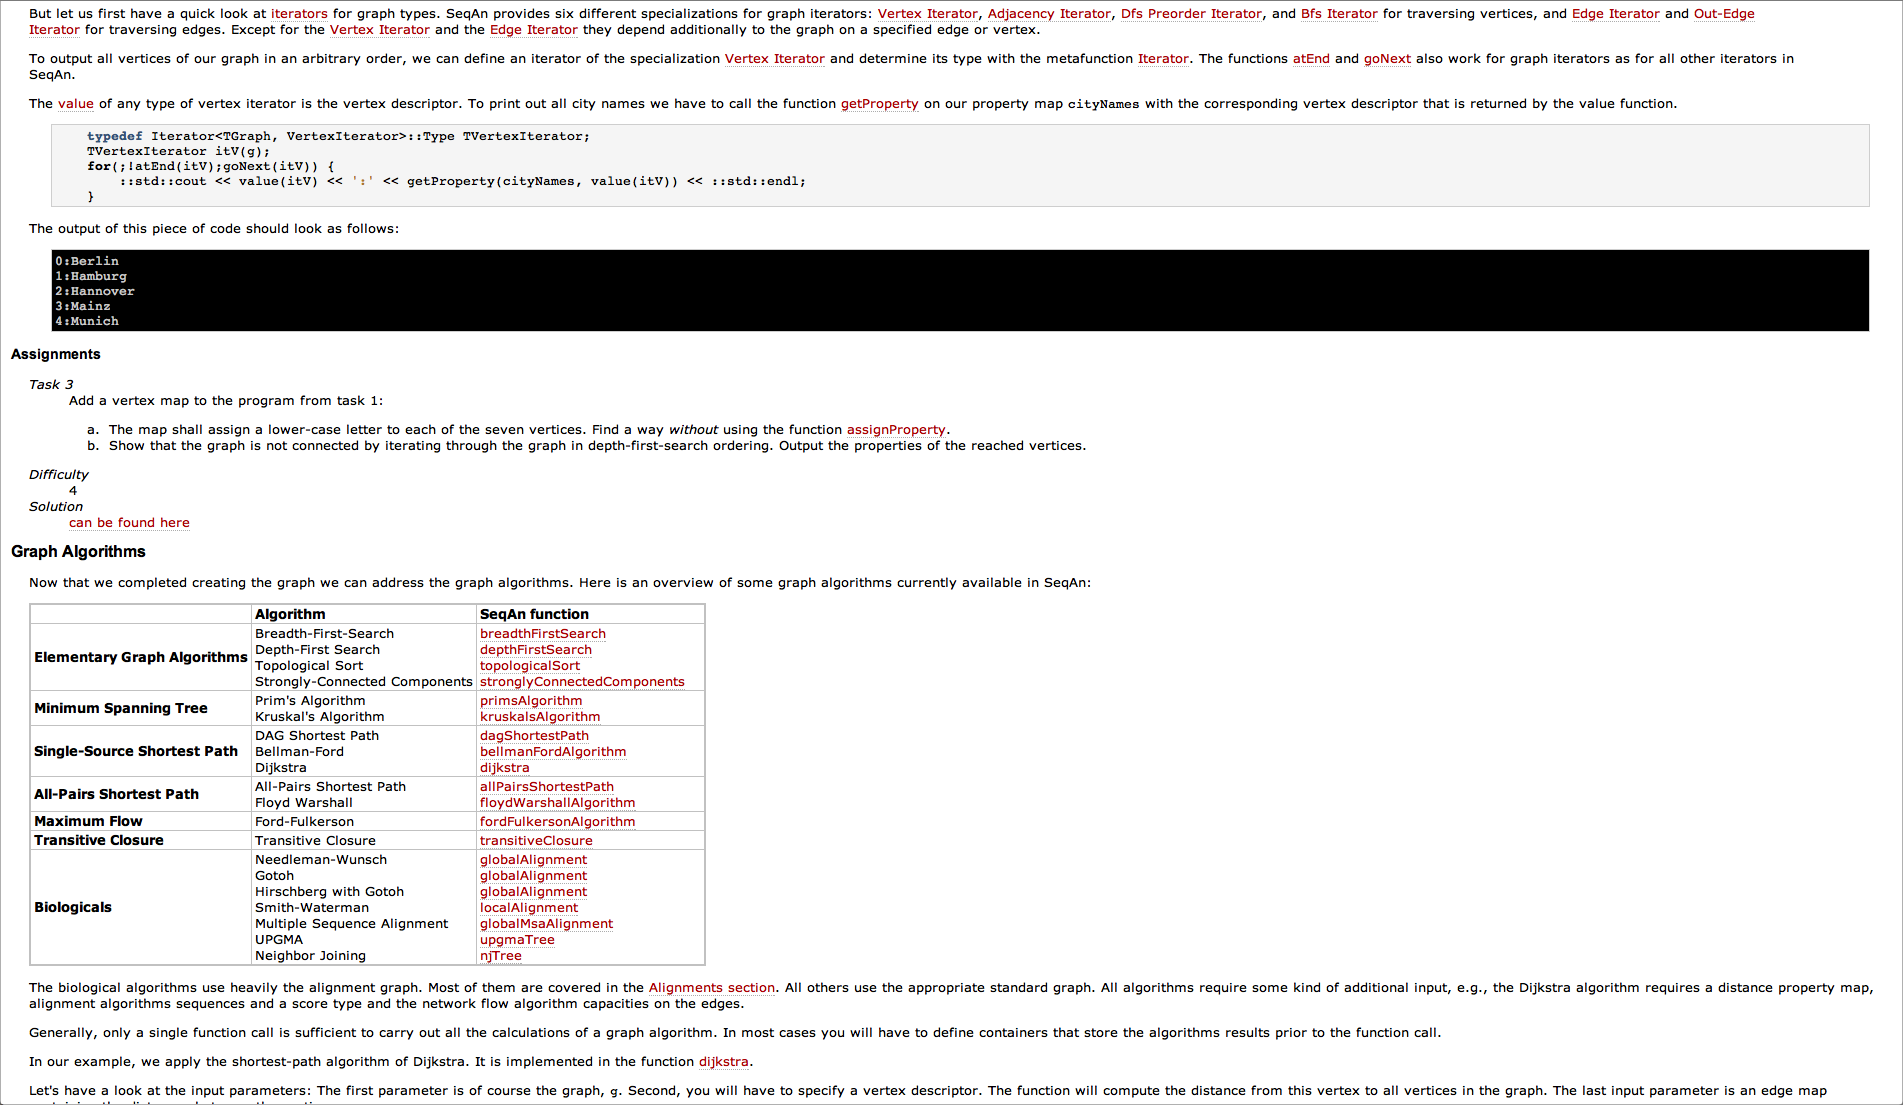 But let us first have a quick look at iterators for graph types. SeqAn provides six different specializations for graph iterators: Vertex Iterator, Adjacency Iterator, Dfs Preorder Iterator, and Bfs Iterator for traversing vertices, and Edge Iterator and Out-Edge
Iterator for traversing edges. Except for the Vertex Iterator and the Edge Iterator they depend additionally to the graph on a specified edge or vertex.
To output all vertices of our graph in an arbitrary order, we can define an iterator of the specialization Vertex Iterator and determine its type with the metafunction Iterator. The functions atEnd and goNext also work for graph iterators as for all other iterators in
SeqAn.
The value of any type of vertex iterator is the vertex descriptor. To print out all city names we have to call the function getProperty on our property map cityNames with the corresponding vertex descriptor that is returned by the value function.
typedef Iterator<TGraph, VertexIterator>::Type TVertexIterator;
TVertexIterator itV(g);
for(;!atEnd(itV);goNext(itV)) {
::std::cout << value(itV) << ':' << getProperty(cityNames, value(itV)) << ::std::endl;
}
The output of this piece of code should look as follows:
0:Berlin
1:Hamburg
2:Hannover
3:Mainz
4:Munich
Assignments
Task 3
Add a vertex map to the program from task 1:
a. The map shall assign a lower-case letter to each of the seven vertices. Find a way without using the function assignProperty.
b. Show that the graph is not connected by iterating through the graph in depth-first-search ordering. Output the properties of the reached vertices.
Difficulty
4
Solution
can be found here
Graph Algorithms
Now that we completed creating the graph we can address the graph algorithms. Here is an overview of some graph algorithms currently available in SeqAn:
Algorithm SeqAn function
Elementary Graph Algorithms
Breadth-First-Search breadthFirstSearch
Depth-First Search depthFirstSearch
Topological Sort topologicalSort
Strongly-Connected Components stronglyConnectedComponents
Minimum Spanning Tree
Prim's Algorithm primsAlgorithm
Kruskal's Algorithm kruskalsAlgorithm
Single-Source Shortest Path
DAG Shortest Path dagShortestPath
Bellman-Ford bellmanFordAlgorithm
Dijkstra dijkstra
All-Pairs Shortest Path
All-Pairs Shortest Path allPairsShortestPath
Floyd Warshall floydWarshallAlgorithm
Maximum Flow Ford-Fulkerson fordFulkersonAlgorithm
Transitive Closure Transitive Closure transitiveClosure
Biologicals
Needleman-Wunsch globalAlignment
Gotoh globalAlignment
Hirschberg with Gotoh globalAlignment
Smith-Waterman localAlignment
Multiple Sequence Alignment globalMsaAlignment
UPGMA upgmaTree
Neighbor Joining njTree
The biological algorithms use heavily the alignment graph. Most of them are covered in the Alignments section. All others use the appropriate standard graph. All algorithms require some kind of additional input, e.g., the Dijkstra algorithm requires a distance property map,
alignment algorithms sequences and a score type and the network flow algorithm capacities on the edges.
Generally, only a single function call is sufficient to carry out all the calculations of a graph algorithm. In most cases you will have to define containers that store the algorithms results prior to the function call.
In our example, we apply the shortest-path algorithm of Dijkstra. It is implemented in the function dijkstra.
Let's have a look at the input parameters: The first parameter is of course the graph, g. Second, you will have to specify a vertex descriptor. The function will compute the distance from this vertex to all vertices in the graph. The last input parameter is an edge map